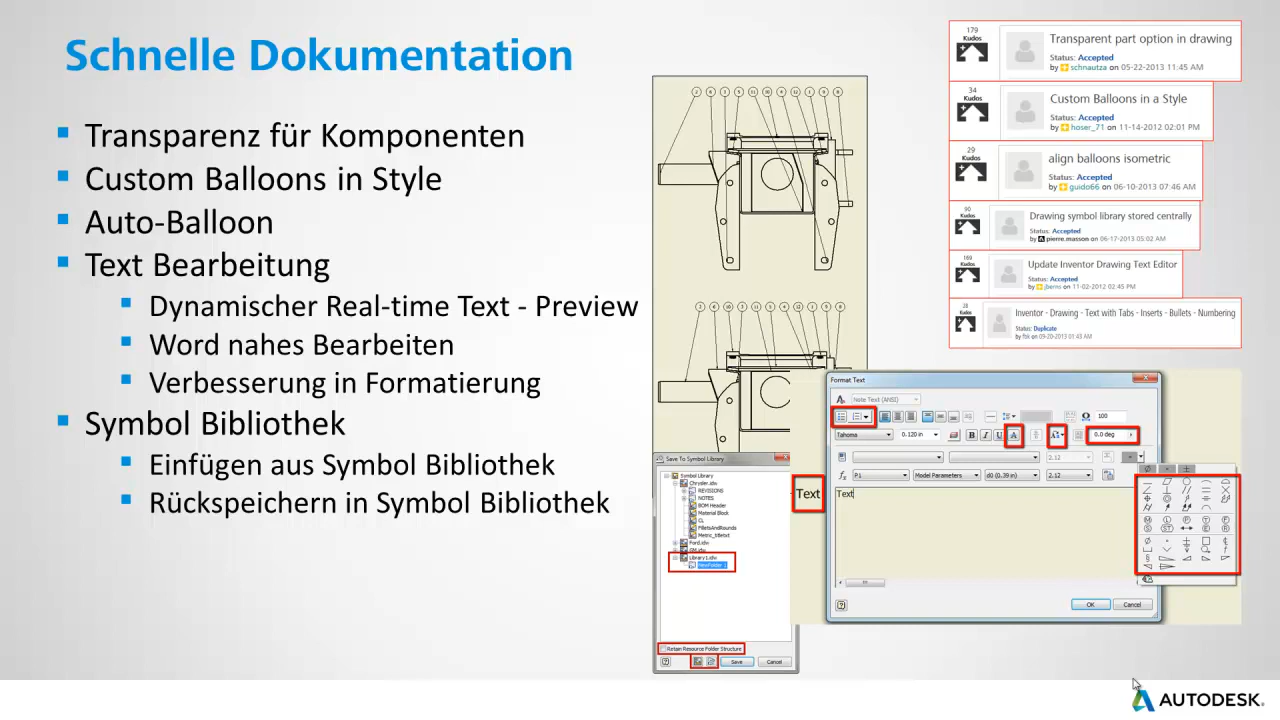 Schnelle Dokumentation
Transparenz für Komponenten
Custom Balloons in Style
Auto-Balloon
Text Bearbeitung
Dynamischer Real-time Text - Preview
Word nahes Bearbeiten
Verbesserung in Formatierung
Symbol Bibliothek
Einfügen aus Symbol Bibliothek
Rückspeichern in Symbol Bibliothek
179
Kudos
Transparent part option in drawing
Status: Accepted
by schnautza on 05-22-2013 11:45 AM
34
Kudos
Custom Balloons in a Style
Status: Accepted
by hoser_71 on 11-14-2012 02:01 PM
29
Kudos
align balloons isometric
Status: Accepted
by guido66 on 06-10-2013 07:46 AM
90
Kudos
Drawing symbol library stored centrally
Status: Accepted
by pierre.masson on 06-17-2013 05:02 AM
169
Kudos
Update Inventor Drawing Text Editor
Status: Accepted
by jberns on 11-02-2012 02:45 PM
28
Kudos
Inventor - Drawing - Text with Tabs - Inserts - Bullets - Numbering
Status: Duplicate
by fbk on 09-20-2013 01:43 AM
Save To Symbol Library
Symbol Library
Chrysler.idw
REVISIONS
NOTES
BOM Header
Material Block
CL
FilletsAndRounds
Metric_titletxt
Ford.idw
GM.idw
Library1.idw
NewFolder 1
Retain Resource Folder Structure
Save
Cancel
Text
Format Text
Note Text (ANSI)
100
Tahoma
0.120 in
B I U A
0.0 deg
2.12
P1
Model Parameters
d0 (0.39 in)
2.12
Text
OK
Cancel
AUTODESK.